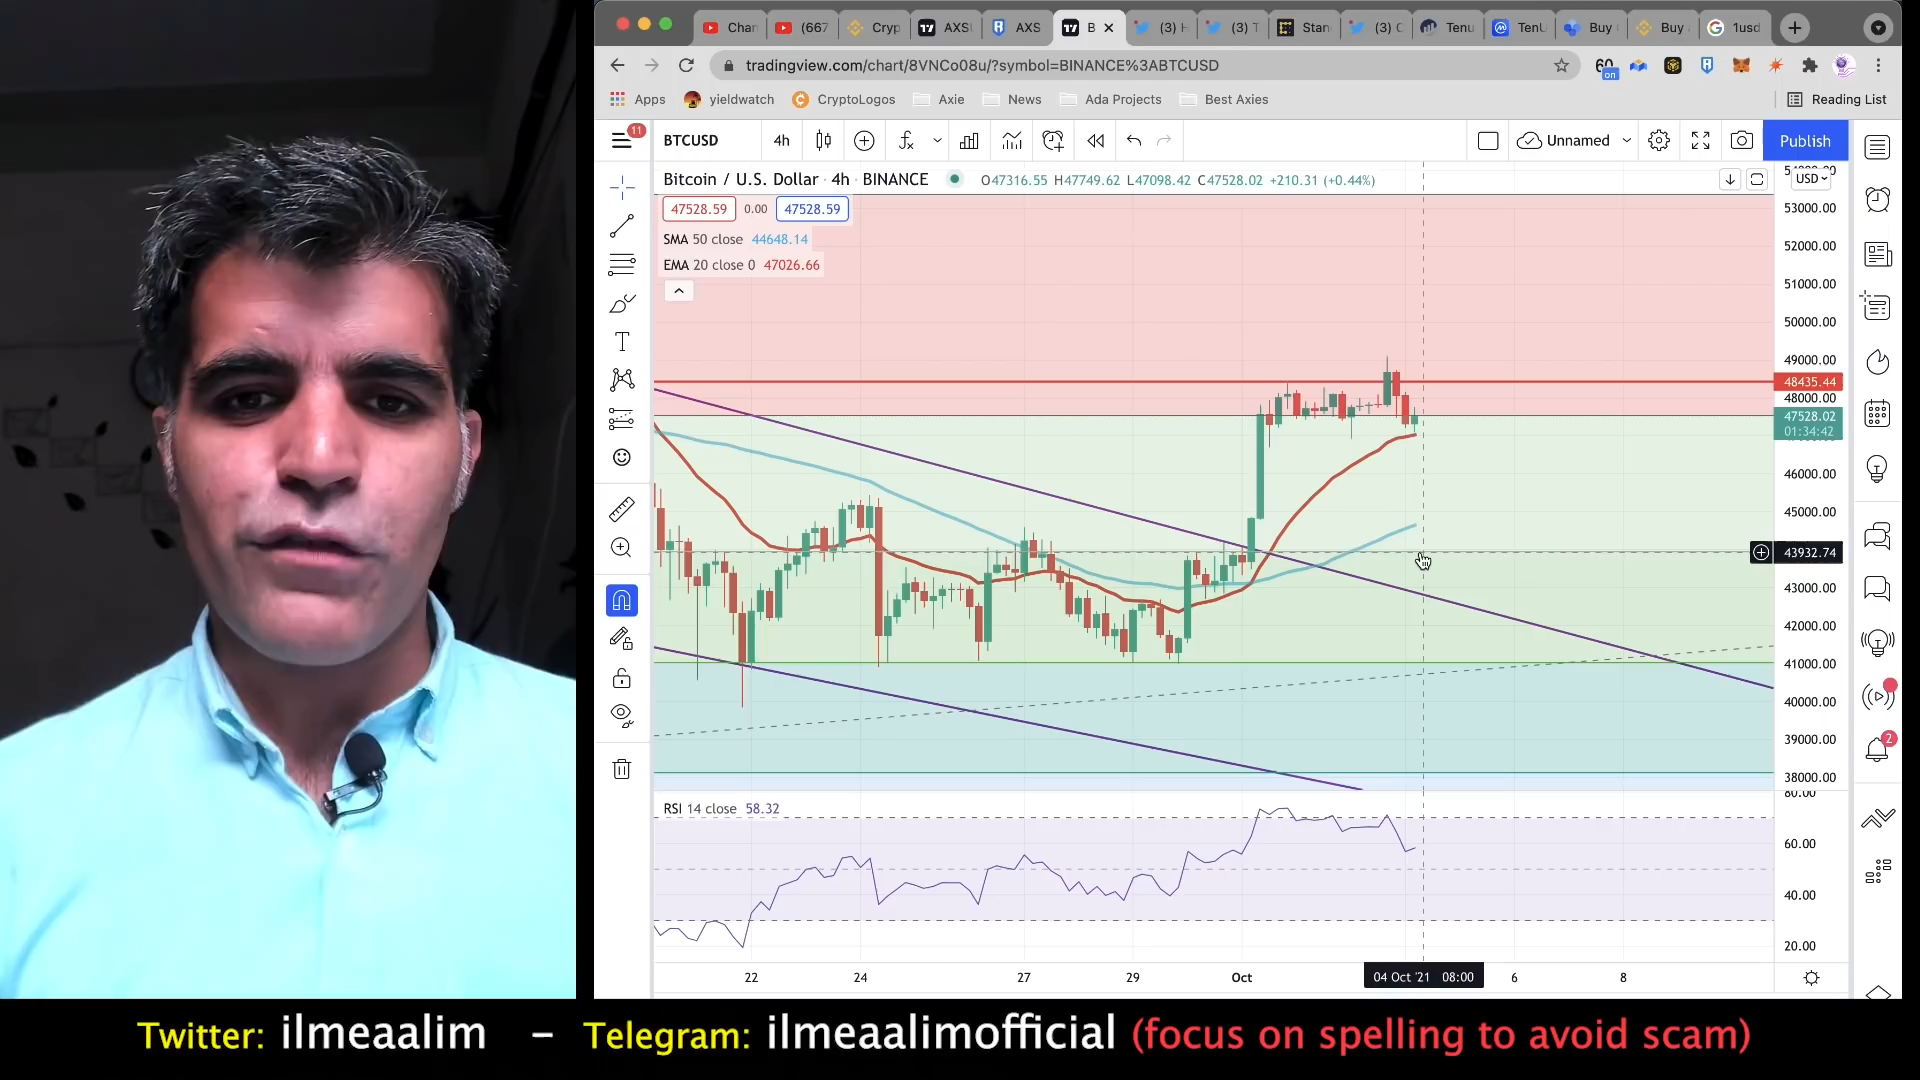 Chan
(667
Cryp
AXSU
AXS
B
(3) H
(3) T
Stan
(3) C
Tenu
TenU
Buy
Buy
1usd
tradingview.com/chart/8VNCo08u/?symbol=BINANCE%3ABTCUSD
on
Apps yieldwatch CryptoLogos Axie News Ada Projects Best Axies Reading List
11
BTCUSD 4h Unnamed Publish
Bitcoin / U.S. Dollar · 4h · BINANCE O47316.55 H47749.62 L47098.42 C47528.02 +210.31 (+0.44%)
USD
47528.59 0.00 47528.59
SMA 50 close 44648.14
EMA 20 close 0 47026.66
53000.00
52000.00
51000.00
50000.00
49000.00
48435.44
48000.00
47528.02
01:34:42
46000.00
45000.00
43932.74
43000.00
42000.00
41000.00
40000.00
39000.00
38000.00
2
RSI 14 close 58.32
80.00
60.00
40.00
20.00
22 24 27 29 Oct 04 Oct '21 08:00 6 8
Twitter: ilmeaalim – Telegram: ilmeaalimofficial (focus on spelling to avoid scam)